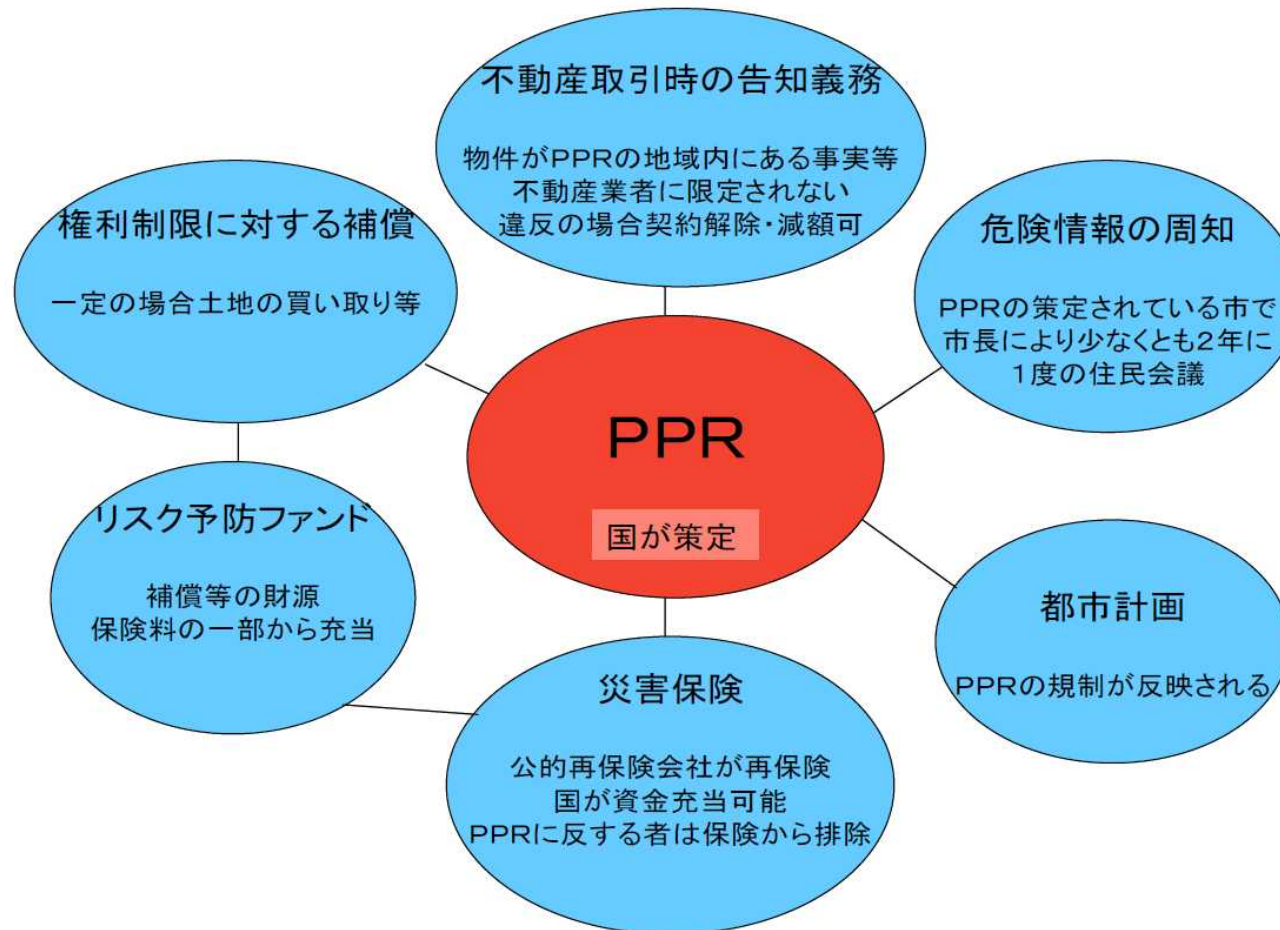 不動産取引時の告知義務
物件がPPRの地域内にある事実等
不動産業者に限定されない
違反の場合契約解除・減額可
権利制限に対する補償
一定の場合土地の買い取り等
危険情報の周知
PPRの策定されている市で
市長により少なくとも2年に
1度の住民会議
PPR
国が策定
リスク予防ファンド
補償等の財源
保険料の一部から充当
都市計画
PPRの規制が反映される
災害保険
公的再保険会社が再保険
国が資金充当可能
PPRに反する者は保険から排除